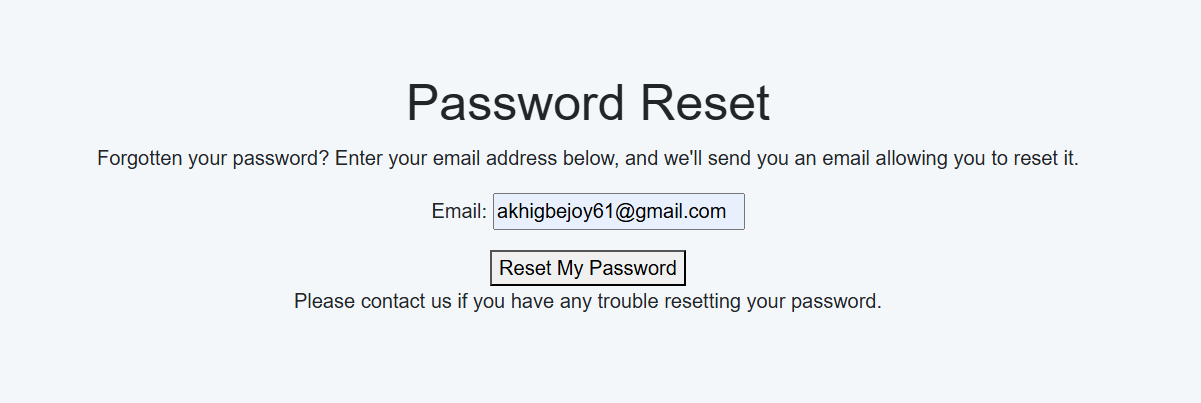 Password Reset
Forgotten your password? Enter your email address below, and we'll send you an email allowing you to reset it.
Email: akhigbejoy61@gmail.com
Reset My Password
Please contact us if you have any trouble resetting your password.